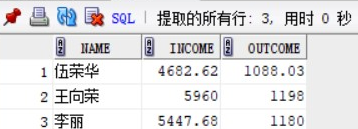 SQL | 提取的所有行: 3, 用时 0 秒
NAME INCOME OUTCOME
1 伍荣华 4682.62 1088.03
2 王向荣 5960 1198
3 李丽 5447.68 1180